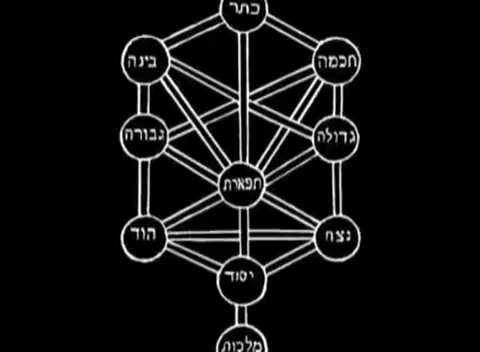 כתר
חכמה
בינה
גדולה
גבורה
תפארת
נצח
הוד
יסוד
מלכות